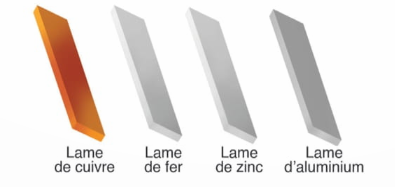 Lame
de cuivre
Lame
de fer
Lame
de zinc
Lame
d'aluminium